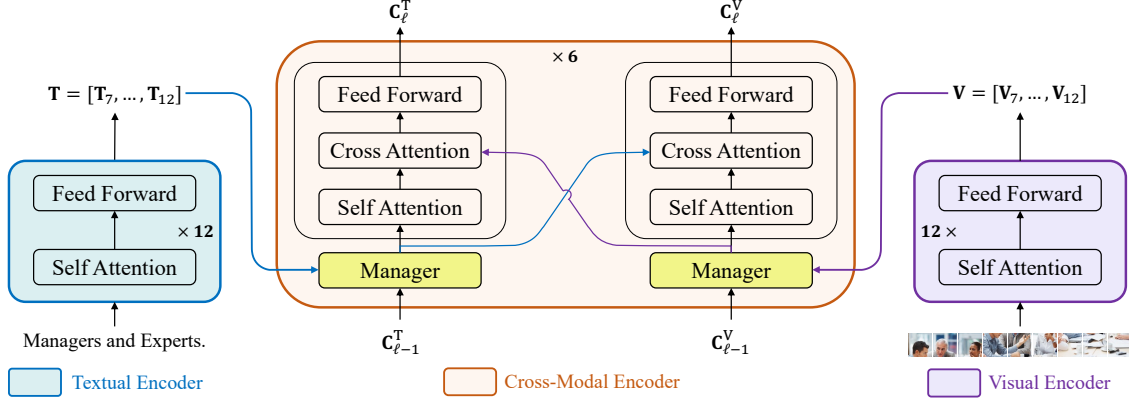 C_ℓ^T
C_ℓ^V
× 6
T = [T_7, … , T_12]
Feed Forward
Cross Attention
Self Attention
Manager
Feed Forward
Cross Attention
Self Attention
Manager
V = [V_7, … , V_12]
Feed Forward
× 12
Self Attention
Feed Forward
12 ×
Self Attention
Managers and Experts.
C_{ℓ−1}^T
C_{ℓ−1}^V
Textual Encoder
Cross-Modal Encoder
Visual Encoder